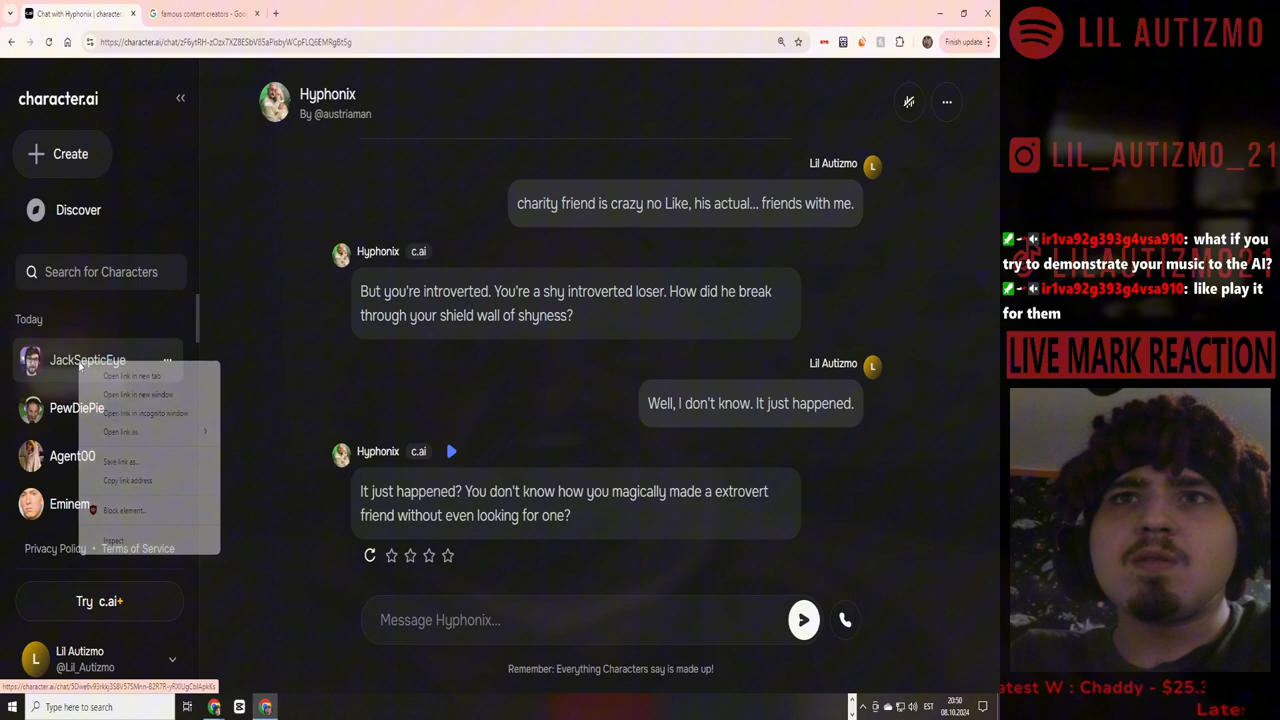 Chat with Hyphonix | character
famous content creators - Goo
https://character.ai/chat/zF6ytRH-zOzx7XZ8ESbV85aPisbyWCpFLQ6EMRgBt5g
Finish update
character.ai
Create
Discover
Search for Characters
Today
JackSepticEye
Open link in new tab
Open link in new window
PewDiePie
Open link in incognito window
Open link as
Agent00
Save link as...
Copy link address
Eminem
Block element...
Inspect
Privacy Policy • Terms of Service
Try c.ai+
L
Lil Autizmo
@Lil_Autizmo
Hyphonix
By @austriaman
Lil Autizmo
L
charity friend is crazy no Like, his actual... friends with me.
Hyphonix c.ai
But you're introverted. You're a shy introverted loser. How did he break
through your shield wall of shyness?
Lil Autizmo
L
Well, I don't know. It just happened.
Hyphonix c.ai
It just happened? You don't know how you magically made a extrovert
friend without even looking for one?
Message Hyphonix...
Remember: Everything Characters say is made up!
Type here to search
EST
20:50
08.10.2024
LIL AUTIZMO
LIL_AUTIZMO_21
ir1va92g393g4vsa910: what if you
try to demonstrate your music to the AI?
ir1va92g393g4vsa910: like play it
for them
LIVE MARK REACTION
atest W : Chaddy - $25.
Late